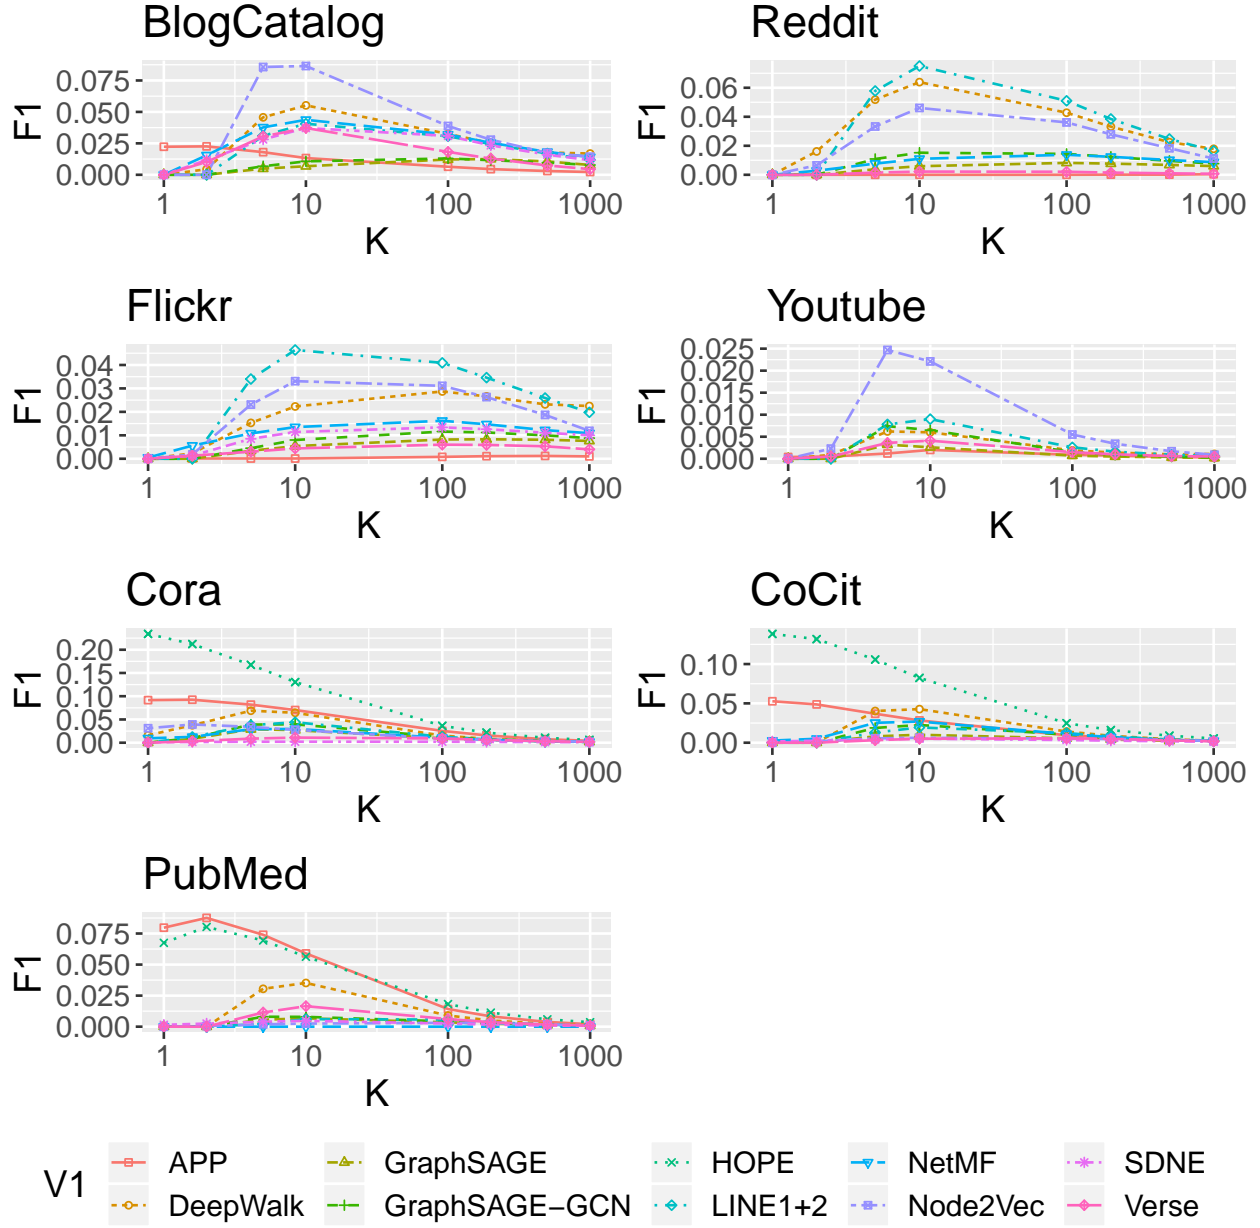 BlogCatalog
F1
0.075
0.050
0.025
0.000
1 10 100 1000
K
Reddit
F1
0.06
0.04
0.02
0.00
1 10 100 1000
K
Flickr
F1
0.04
0.03
0.02
0.01
0.00
1 10 100 1000
K
Youtube
F1
0.025
0.020
0.015
0.010
0.005
0.000
1 10 100 1000
K
Cora
F1
0.20
0.15
0.10
0.05
0.00
1 10 100 1000
K
CoCit
F1
0.10
0.05
0.00
1 10 100 1000
K
PubMed
F1
0.075
0.050
0.025
0.000
1 10 100 1000
K
V1
APP GraphSAGE HOPE NetMF SDNE
DeepWalk GraphSAGE−GCN LINE1+2 Node2Vec Verse